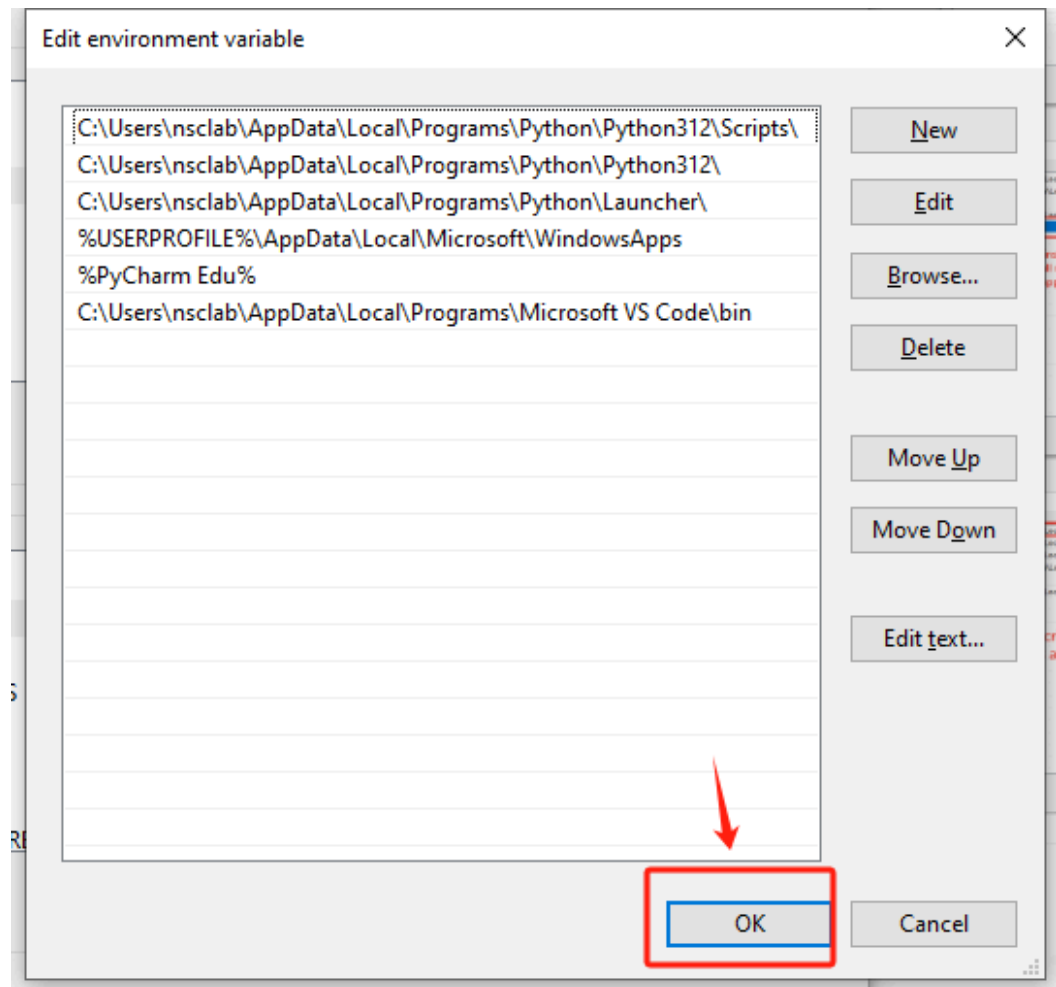 Edit environment variable
C:\Users\nsclab\AppData\Local\Programs\Python\Python312\Scripts\
New
C:\Users\nsclab\AppData\Local\Programs\Python\Python312\
C:\Users\nsclab\AppData\Local\Programs\Python\Launcher\
Edit
%USERPROFILE%\AppData\Local\Microsoft\WindowsApps
%PyCharm Edu%
Browse...
C:\Users\nsclab\AppData\Local\Programs\Microsoft VS Code\bin
Delete
Move Up
Move Down
Edit text...
OK
Cancel